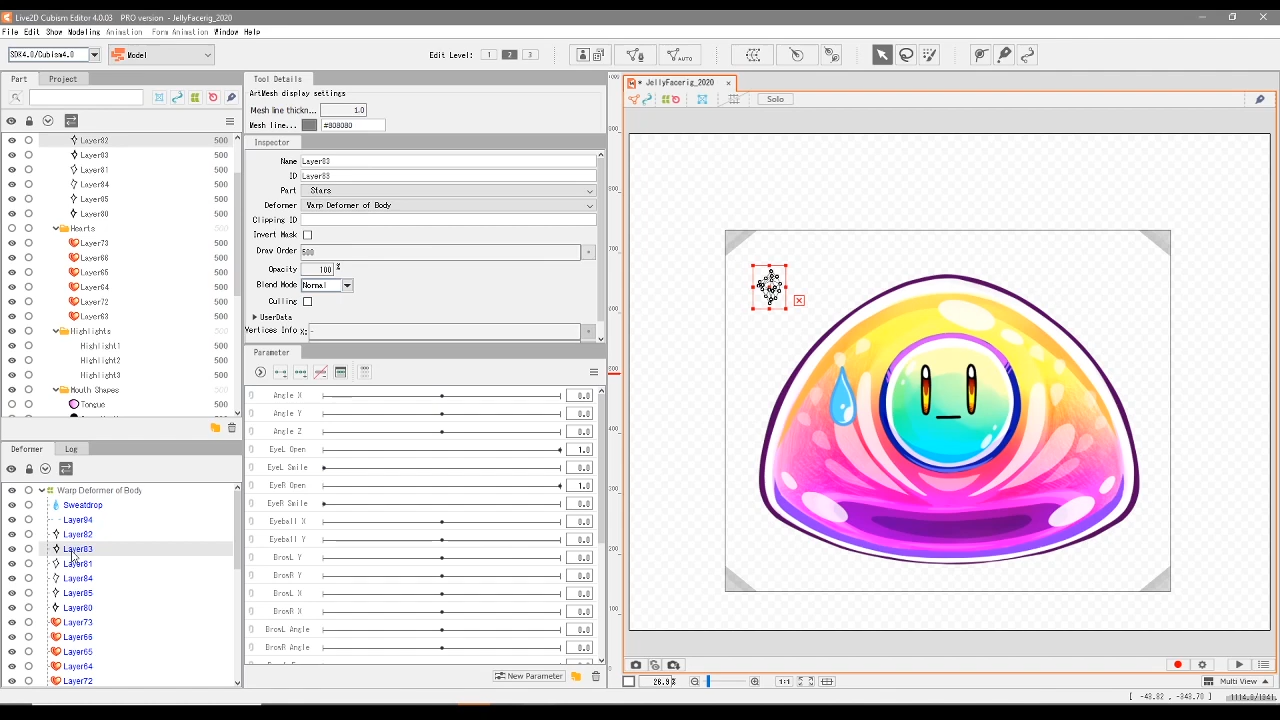 Live2D Cubism Editor 4.0.03 PRO version - JellyFacerig_2020
File Edit Show Modeling Animation Form Animation Window Help
SDK4.0/Cubism4.0 Model Edit Level: 1 2 3 AUTO
Part Project
Layer82 500
Layer83 500
Layer81 500
Layer84 500
Layer85 500
Layer80 500
Hearts 500
Layer73 500
Layer66 500
Layer65 500
Layer64 500
Layer72 500
Layer63 500
Highlights 500
Highlight1 500
Highlight2 500
Highlight3 500
Mouth Shapes 500
Tongue 500
Deformer Log
Warp Deformer of Body
Sweatdrop
Layer94
Layer82
Layer83
Layer81
Layer84
Layer85
Layer80
Layer73
Layer66
Layer65
Layer64
Layer72
Tool Details
ArtMesh display settings
Mesh line thickn... 1.0
Mesh line... #808080
Inspector
Name Layer83
ID Layer83
Part Stars
Deformer Warp Deformer of Body
Clipping ID
Invert Mask
Draw Order 500
Opacity 100 %
Blend Mode Normal
Culling
UserData
Vertices Info X: -
Parameter
Angle X 0.0
Angle Y 0.0
Angle Z 0.0
EyeL Open 1.0
EyeL Smile 0.0
EyeR Open 1.0
EyeR Smile 0.0
Eyeball X 0.0
Eyeball Y 0.0
BrowL Y 0.0
BrowR Y 0.0
BrowL X 0.0
BrowR X 0.0
BrowL Angle 0.0
BrowR Angle 0.0
New Parameter
* JellyFacerig_2020
Solo
26.9% 1:1 Multi View